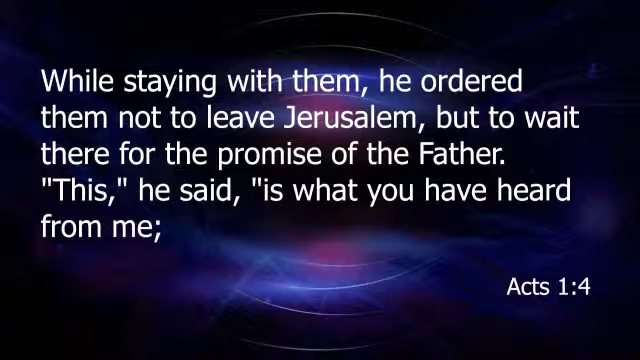 While staying with them, he ordered
them not to leave Jerusalem, but to wait
there for the promise of the Father.
"This," he said, "is what you have heard
from me;
Acts 1:4